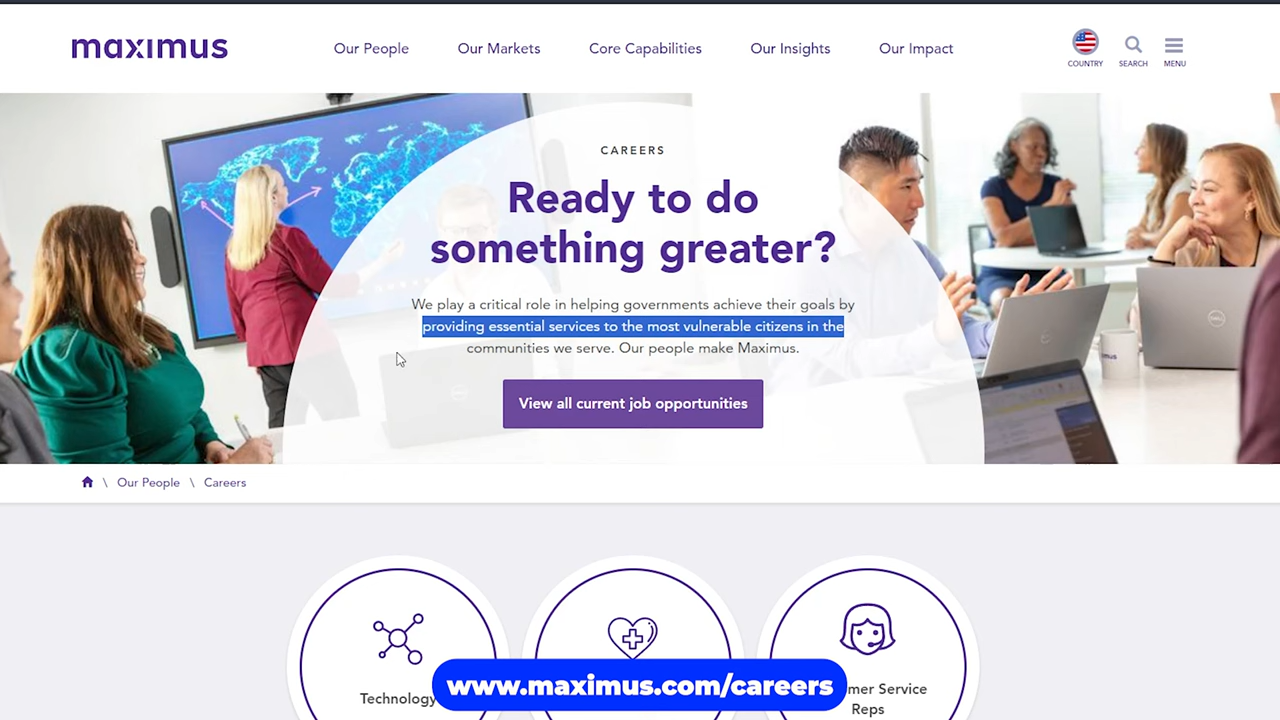 maximus
Our People
Our Markets
Core Capabilities
Our Insights
Our Impact
COUNTRY
SEARCH
MENU
CAREERS
Ready to do
something greater?
We play a critical role in helping governments achieve their goals by
providing essential services to the most vulnerable citizens in the
communities we serve. Our people make Maximus.
View all current job opportunities
\ Our People \ Careers
Technology
mer Service
Reps
www.maximus.com/careers